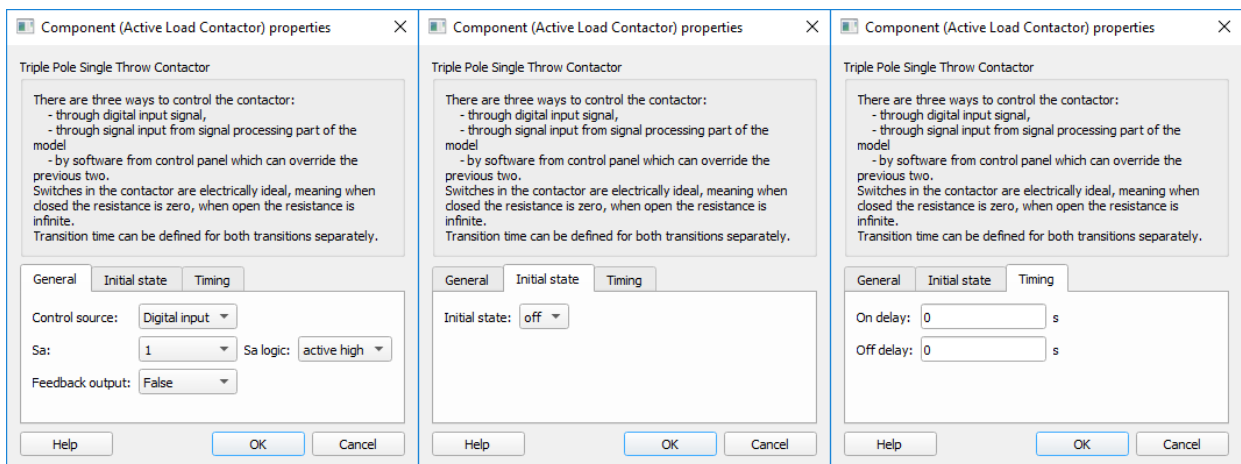 Component (Active Load Contactor) properties
Triple Pole Single Throw Contactor
There are three ways to control the contactor:
- through digital input signal,
- through signal input from signal processing part of the
model
- by software from control panel which can override the
previous two.
Switches in the contactor are electrically ideal, meaning when
closed the resistance is zero, when open the resistance is
infinite.
Transition time can be defined for both transitions separately.
General Initial state Timing
Control source: Digital input
Sa: 1 Sa logic: active high
Feedback output: False
Help OK Cancel
Component (Active Load Contactor) properties
Triple Pole Single Throw Contactor
There are three ways to control the contactor:
- through digital input signal,
- through signal input from signal processing part of the
model
- by software from control panel which can override the
previous two.
Switches in the contactor are electrically ideal, meaning when
closed the resistance is zero, when open the resistance is
infinite.
Transition time can be defined for both transitions separately.
General Initial state Timing
Initial state: off
Help OK Cancel
Component (Active Load Contactor) properties
Triple Pole Single Throw Contactor
There are three ways to control the contactor:
- through digital input signal,
- through signal input from signal processing part of the
model
- by software from control panel which can override the
previous two.
Switches in the contactor are electrically ideal, meaning when
closed the resistance is zero, when open the resistance is
infinite.
Transition time can be defined for both transitions separately.
General Initial state Timing
On delay: 0 s
Off delay: 0 s
Help OK Cancel